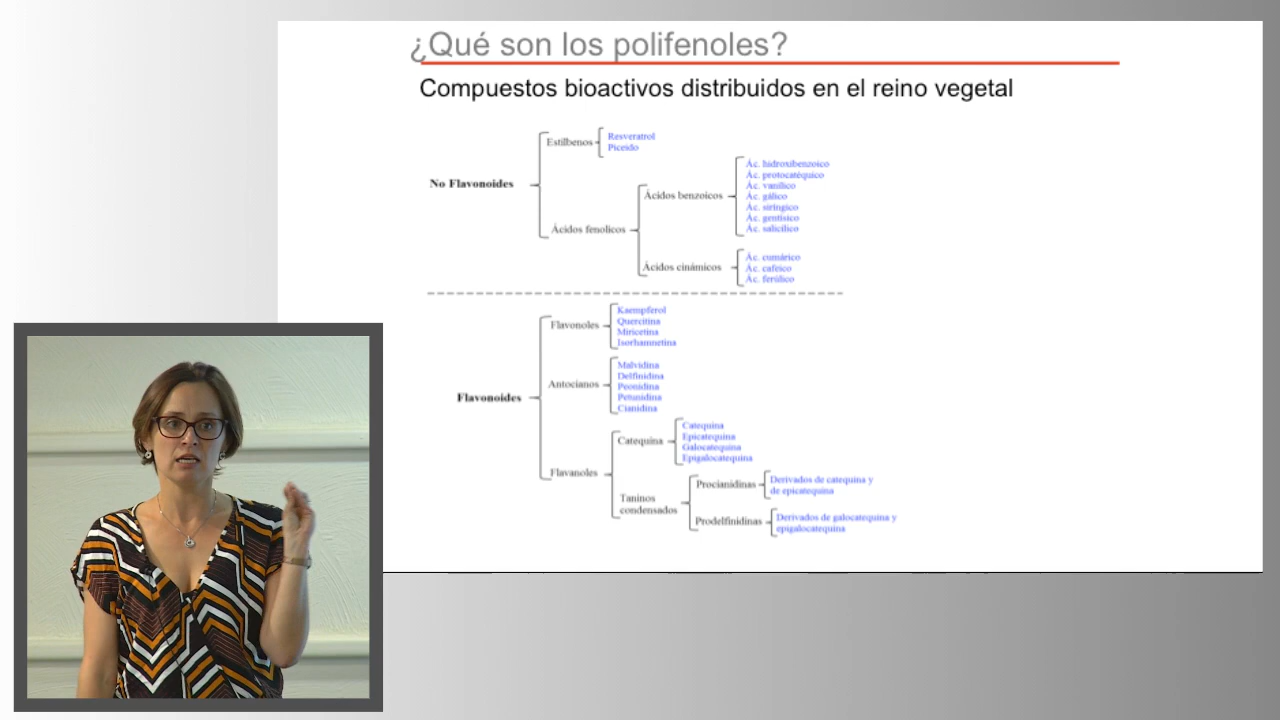 ¿Qué son los polifenoles?
Compuestos bioactivos distribuidos en el reino vegetal
No Flavonoides
Estilbenos
Resveratrol
Piceido
Ácidos fenolicos
Ácidos benzoicos
Ác. hidroxibenzoico
Ác. protocatéquico
Ác. vanílico
Ác. gálico
Ác. siríngico
Ác. gentísico
Ác. salicílico
Ácidos cinámicos
Ác. cumárico
Ác. cafeico
Ác. ferúlico
Flavonoides
Flavonoles
Kaempferol
Quercitina
Miricetina
Isorhamnetina
Antocianos
Malvidina
Delfinidina
Peonidina
Petunidina
Cianidina
Flavanoles
Catequina
Catequina
Epicatequina
Galocatequina
Epigalocatequina
Taninos
condensados
Procianidinas
Derivados de catequina y
de epicatequina
Prodelfinidinas
Derivados de galocatequina y
epigalocatequina